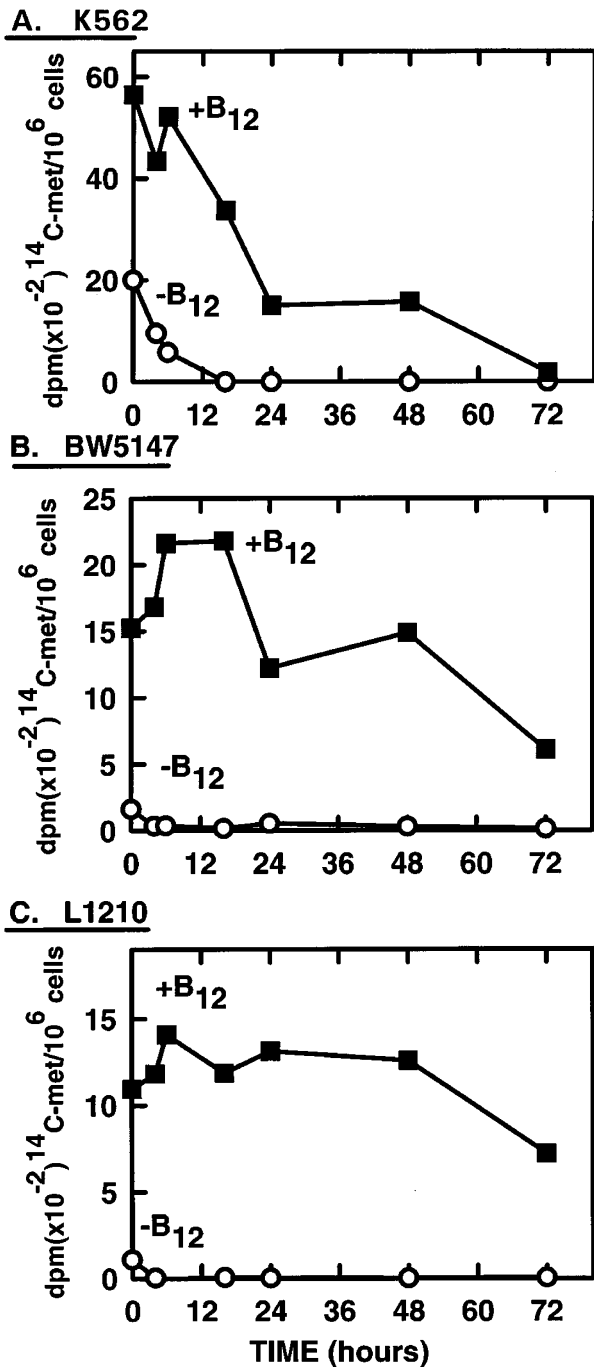 A. K562
dpm(x10⁻²) ¹⁴C-met/10⁶ cells
60
40
20
0
+B₁₂
-B₁₂
0 12 24 36 48 60 72
B. BW5147
dpm(x10⁻²) ¹⁴C-met/10⁶ cells
25
20
15
10
5
0
+B₁₂
-B₁₂
0 12 24 36 48 60 72
C. L1210
dpm(x10⁻²) ¹⁴C-met/10⁶ cells
15
10
5
0
+B₁₂
-B₁₂
0 12 24 36 48 60 72
TIME (hours)